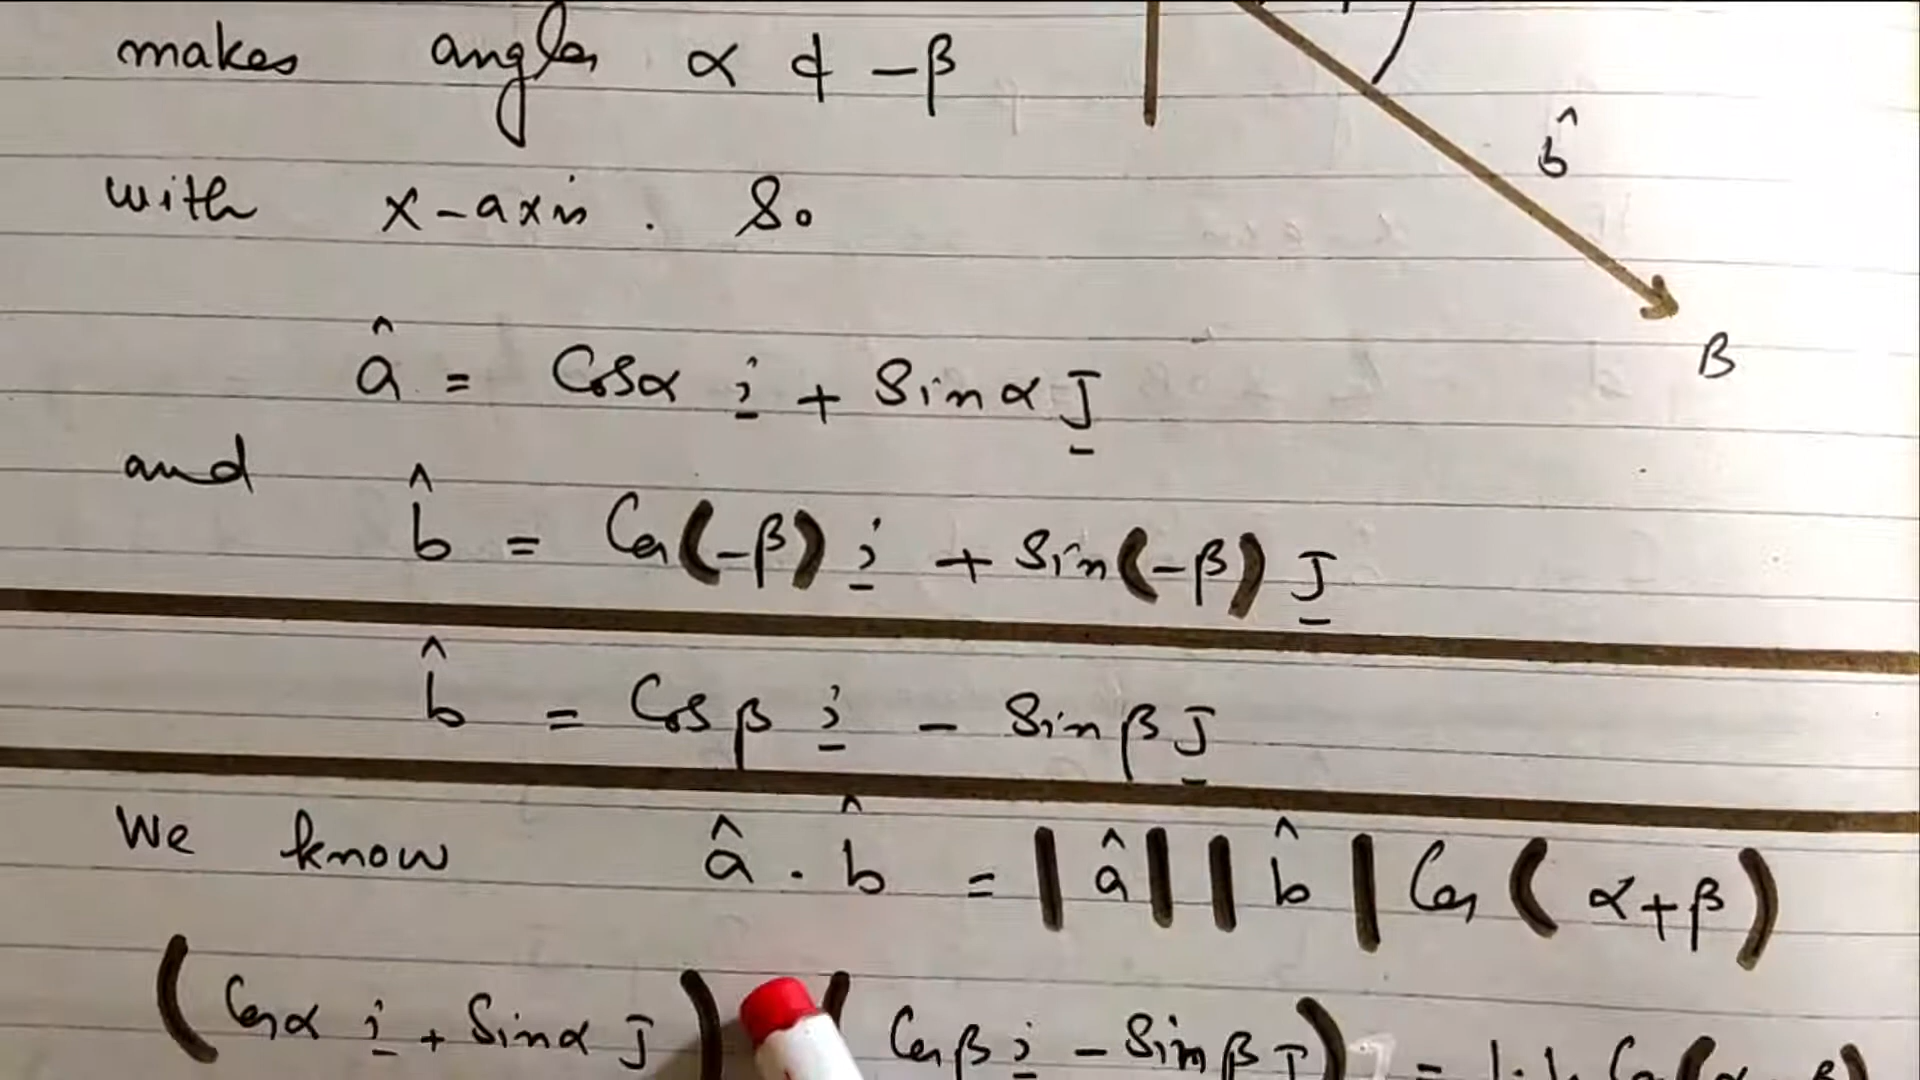 makes angles α & -β
with x-axis. So
b̂
B
â = Cosα i + Sinα J
and
b̂ = Cos(-β) i + Sin(-β) J
b̂ = Cosβ i - Sinβ J
We know â . b̂ = |â||b̂| Cos(α+β)
(Cosα i + Sinα J) (Cosβ i - Sinβ J) = 1.1. Cos(α β)